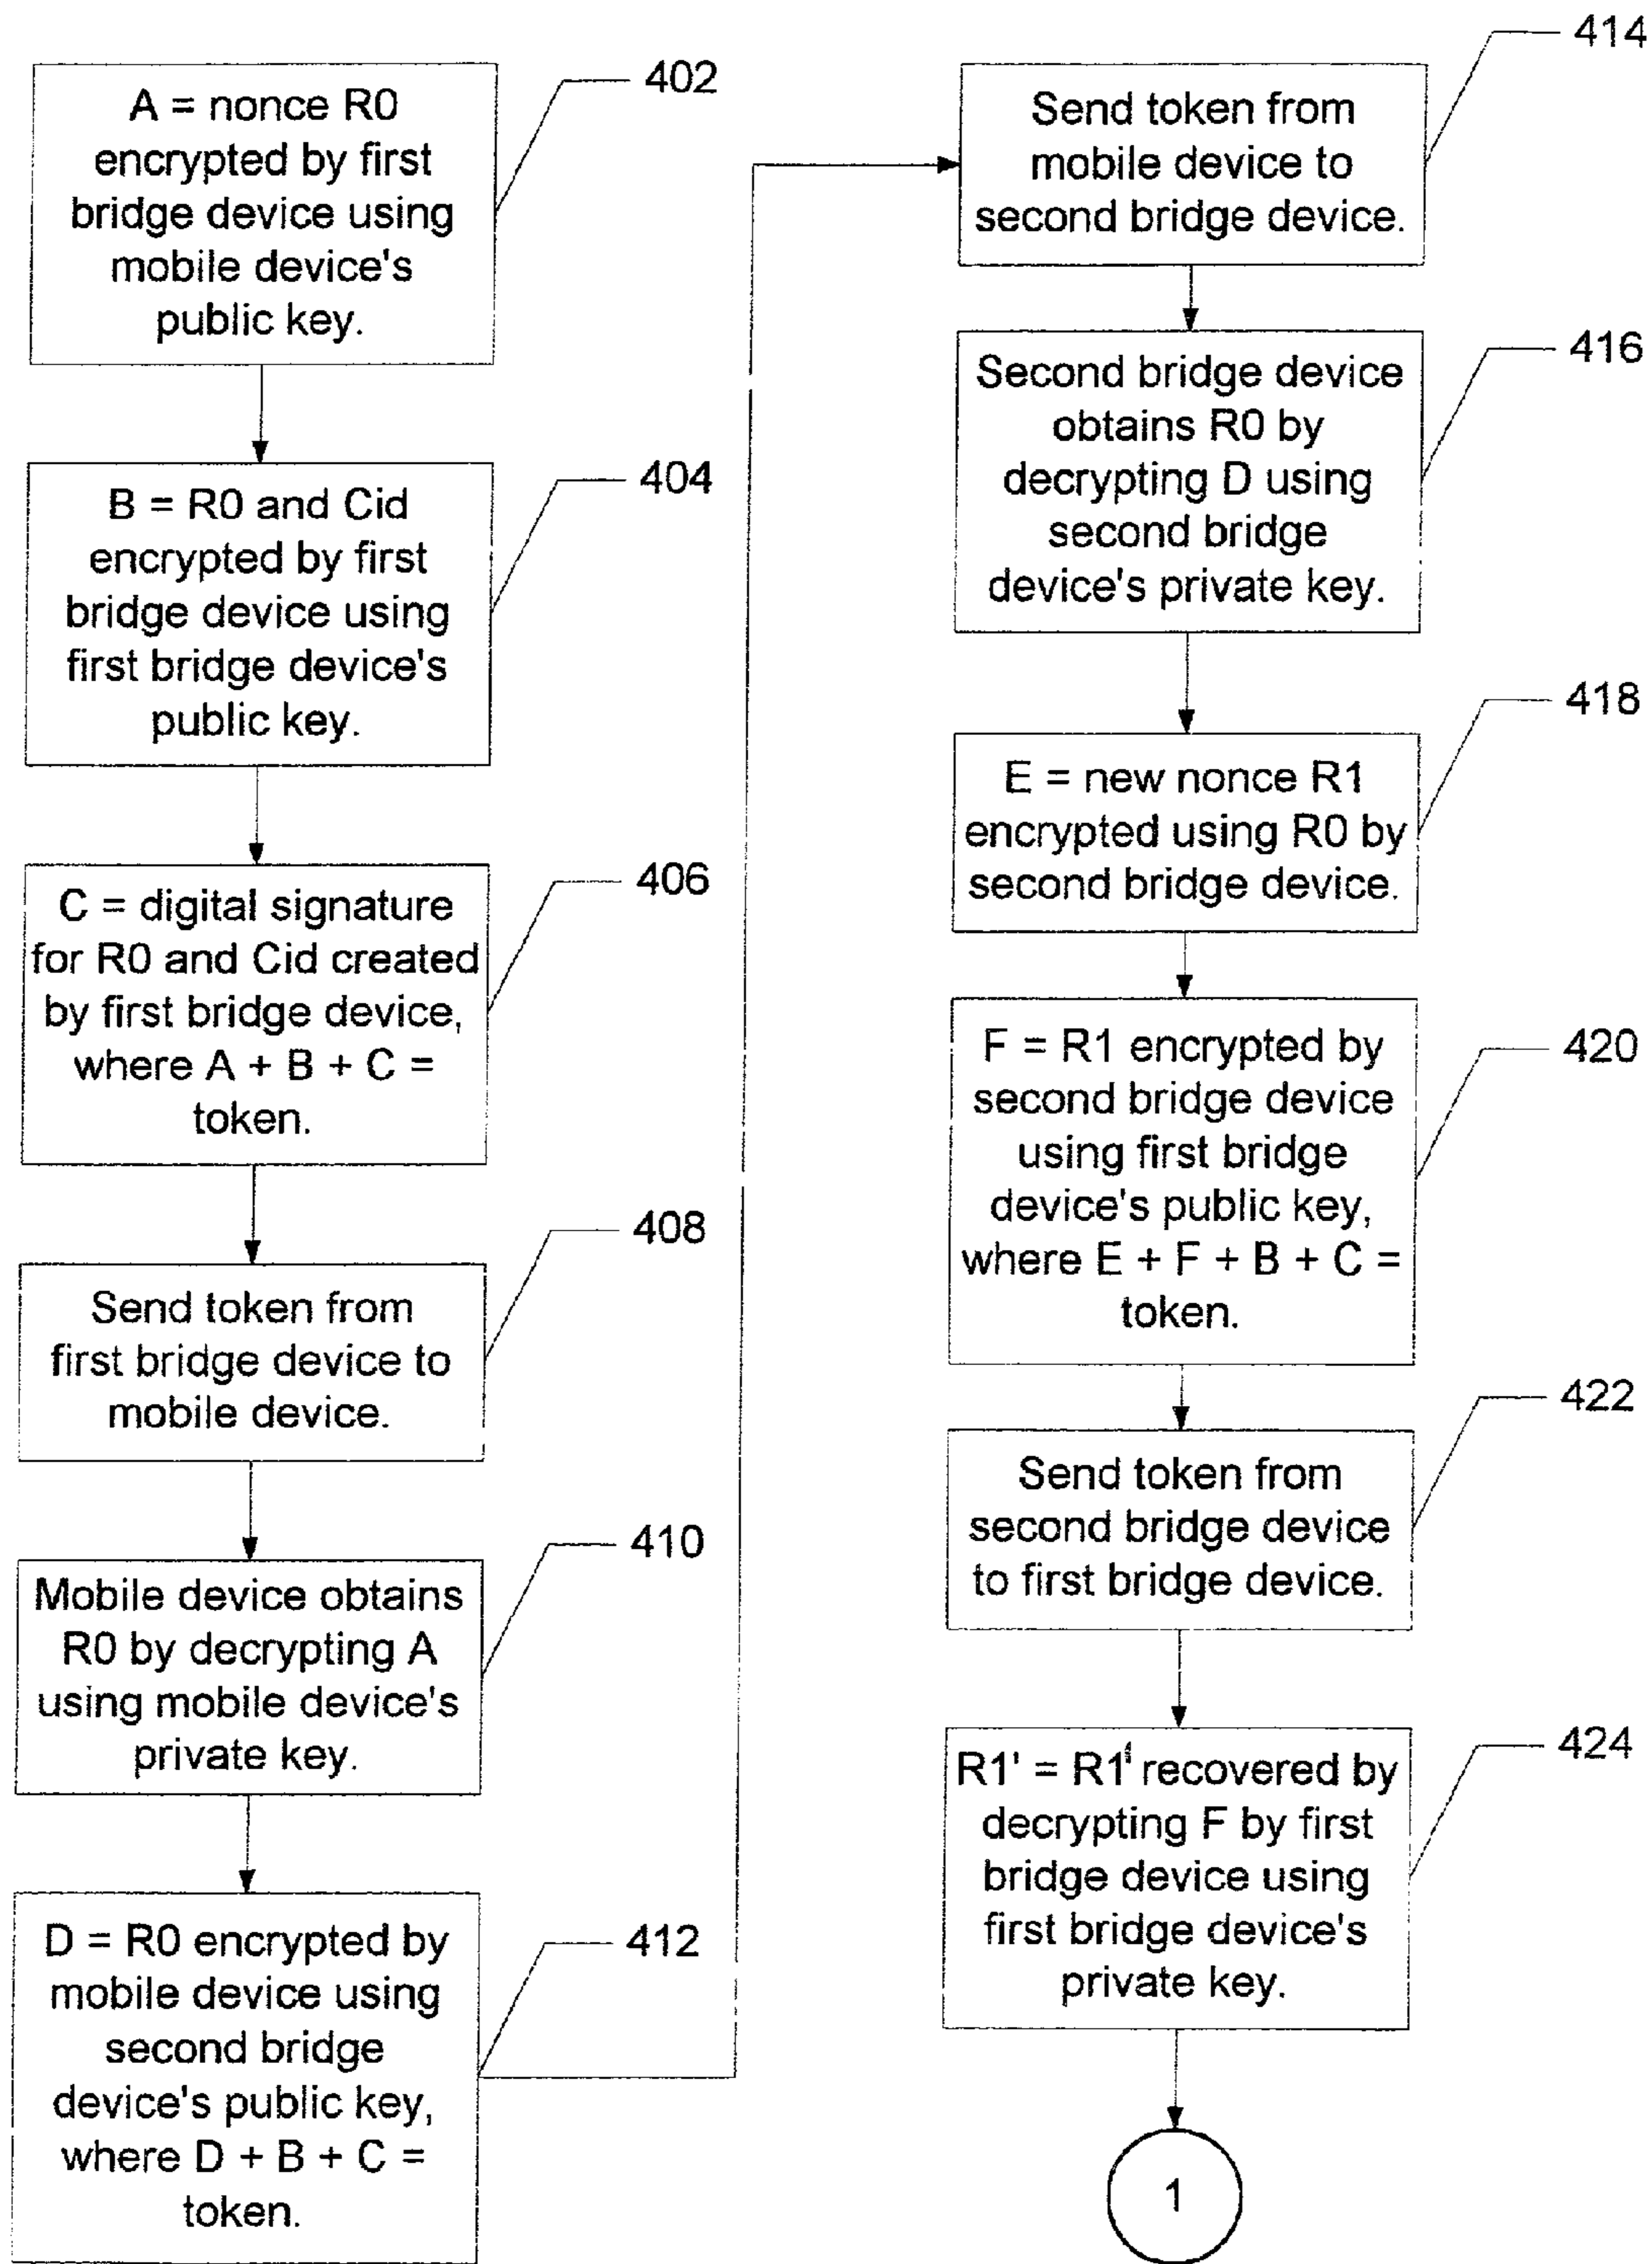 A = nonce R0
encrypted by first
bridge device using
mobile device's
public key.
402
B = R0 and Cid
encrypted by first
bridge device using
first bridge device's
public key.
404
C = digital signature
for R0 and Cid created
by first bridge device,
where A + B + C =
token.
406
Send token from
first bridge device to
mobile device.
408
Mobile device obtains
R0 by decrypting A
using mobile device's
private key.
410
D = R0 encrypted by
mobile device using
second bridge
device's public key,
where D + B + C =
token.
412
Send token from
mobile device to
second bridge device.
414
Second bridge device
obtains R0 by
decrypting D using
second bridge
device's private key.
416
E = new nonce R1
encrypted using R0 by
second bridge device.
418
F = R1 encrypted by
second bridge device
using first bridge
device's public key,
where E + F + B + C =
token.
420
Send token from
second bridge device
to first bridge device.
422
R1' = R1' recovered by
decrypting F by first
bridge device using
first bridge device's
private key.
424
1